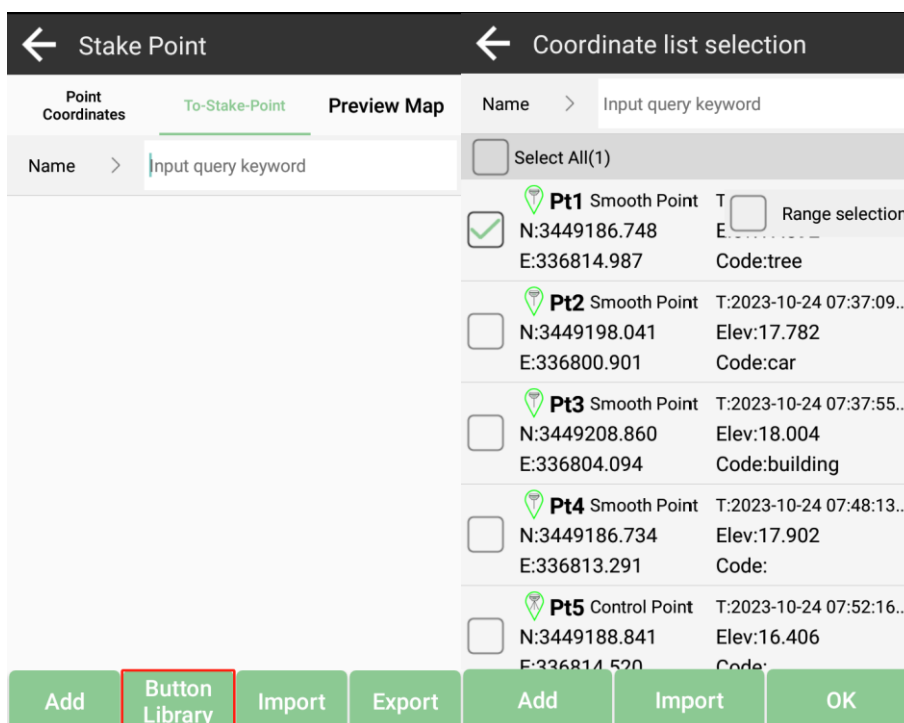 Stake Point
Point
Coordinates
To-Stake-Point
Preview Map
Name > Input query keyword
Add
Button
Library
Import
Export
Coordinate list selection
Name > Input query keyword
Select All(1)
Pt1 Smooth Point T
Range selection
N:3449186.748
E:336814.987 Code:tree
Pt2 Smooth Point T:2023-10-24 07:37:09..
N:3449198.041 Elev:17.782
E:336800.901 Code:car
Pt3 Smooth Point T:2023-10-24 07:37:55..
N:3449208.860 Elev:18.004
E:336804.094 Code:building
Pt4 Smooth Point T:2023-10-24 07:48:13..
N:3449186.734 Elev:17.902
E:336813.291 Code:
Pt5 Control Point T:2023-10-24 07:52:16..
N:3449188.841 Elev:16.406
E:336814.520 Code:
Add Import OK